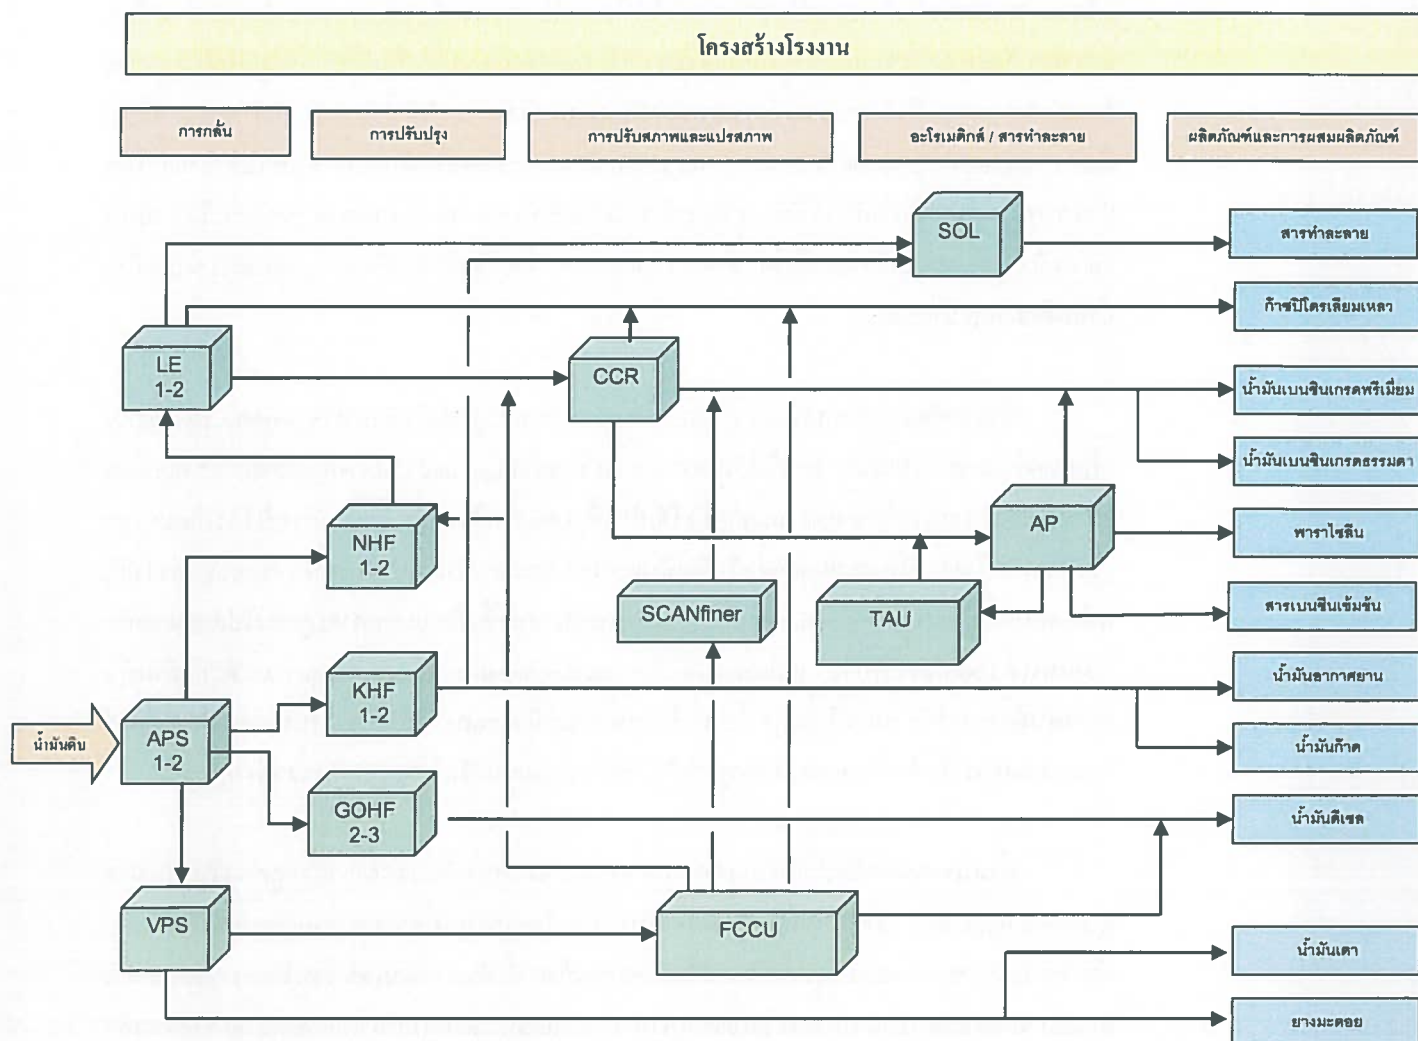 โครงสร้างโรงงาน
การกลั่น
การปรับปรุง
การปรับสภาพและแปรสภาพ
อะโรเมติกส์ / สารทำละลาย
ผลิตภัณฑ์และการผสมผลิตภัณฑ์
SOL
สารทำละลาย
ก๊าซปิโตรเลียมเหลว
LE
1-2
CCR
น้ำมันเบนซินเกรดพรีเมี่ยม
น้ำมันเบนซินเกรดธรรมดา
NHF
1-2
AP
พาราไซลีน
SCANfiner
TAU
สารเบนซีนเข้มข้น
KHF
1-2
น้ำมันอากาศยาน
น้ำมันดิบ
APS
1-2
น้ำมันก๊าด
GOHF
2-3
น้ำมันดีเซล
VPS
FCCU
น้ำมันเตา
ยางมะตอย